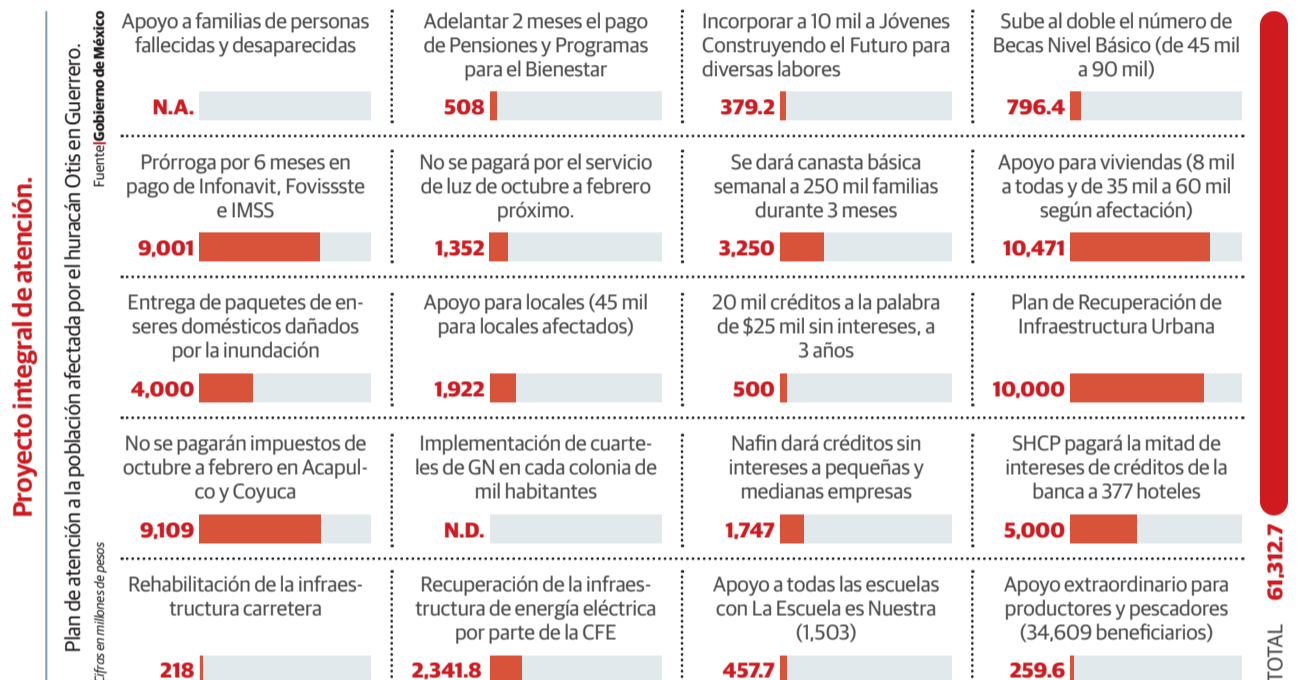 Proyecto integral de atención.
Plan de atención a la población afectada por el huracán Otis en Guerrero.
Fuente|Gobierno de México
Cifras en millones de pesos
Apoyo a familias de personas
fallecidas y desaparecidas
N.A.
Adelantar 2 meses el pago
de Pensiones y Programas
para el Bienestar
508
Incorporar a 10 mil a Jóvenes
Construyendo el Futuro para
diversas labores
379.2
Sube al doble el número de
Becas Nivel Básico (de 45 mil
a 90 mil)
796.4
Prórroga por 6 meses en
pago de Infonavit, Fovissste
e IMSS
9,001
No se pagará por el servicio
de luz de octubre a febrero
próximo.
1,352
Se dará canasta básica
semanal a 250 mil familias
durante 3 meses
3,250
Apoyo para viviendas (8 mil
a todas y de 35 mil a 60 mil
según afectación)
10,471
Entrega de paquetes de en-
seres domésticos dañados
por la inundación
4,000
Apoyo para locales (45 mil
para locales afectados)
1,922
20 mil créditos a la palabra
de $25 mil sin intereses, a
3 años
500
Plan de Recuperación de
Infraestructura Urbana
10,000
No se pagarán impuestos de
octubre a febrero en Acapul-
co y Coyuca
9,109
Implementación de cuarte-
les de GN en cada colonia de
mil habitantes
N.D.
Nafin dará créditos sin
intereses a pequeñas y
medianas empresas
1,747
SHCP pagará la mitad de
intereses de créditos de la
banca a 377 hoteles
5,000
Rehabilitación de la infraes-
tructura carretera
218
Recuperación de la infraes-
tructura de energía eléctrica
por parte de la CFE
2,341.8
Apoyo a todas las escuelas
con La Escuela es Nuestra
(1,503)
457.7
Apoyo extraordinario para
productores y pescadores
(34,609 beneficiarios)
259.6
TOTAL 61,312.7